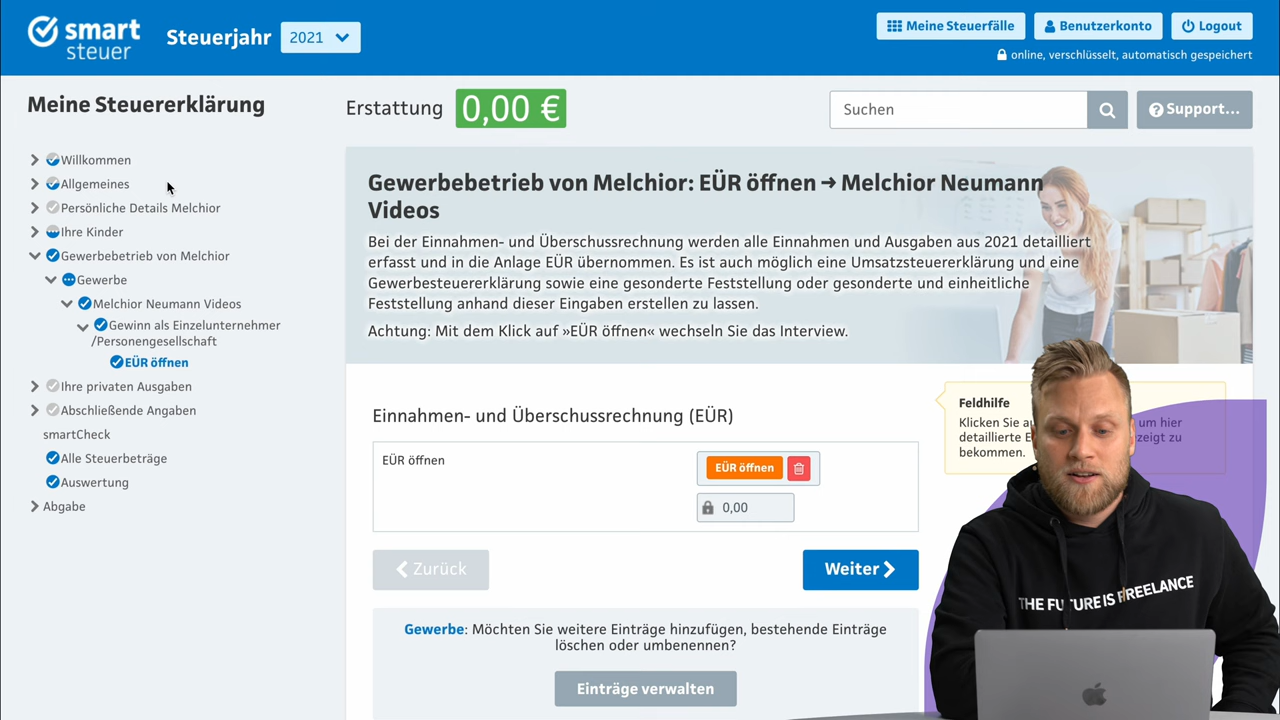 smart
steuer
Steuerjahr
2021
Meine Steuerfälle
Benutzerkonto
Logout
online, verschlüsselt, automatisch gespeichert
Meine Steuererklärung
Erstattung
0,00 €
Suchen
Support...
Willkommen
Allgemeines
Persönliche Details Melchior
Ihre Kinder
Gewerbebetrieb von Melchior
Gewerbe
Melchior Neumann Videos
Gewinn als Einzelunternehmer
/Personengesellschaft
EÜR öffnen
Ihre privaten Ausgaben
Abschließende Angaben
smartCheck
Alle Steuerbeträge
Auswertung
Abgabe
Gewerbebetrieb von Melchior: EÜR öffnen → Melchior Neumann
Videos
Bei der Einnahmen- und Überschussrechnung werden alle Einnahmen und Ausgaben aus 2021 detailliert
erfasst und in die Anlage EÜR übernommen. Es ist auch möglich eine Umsatzsteuererklärung und eine
Gewerbesteuererklärung sowie eine gesonderte Feststellung oder gesonderte und einheitliche
Feststellung anhand dieser Eingaben erstellen zu lassen.
Achtung: Mit dem Klick auf »EÜR öffnen« wechseln Sie das Interview.
Einnahmen- und Überschussrechnung (EÜR)
EÜR öffnen
EÜR öffnen
0,00
Zurück
Weiter
Gewerbe: Möchten Sie weitere Einträge hinzufügen, bestehende Einträge
löschen oder umbenennen?
Einträge verwalten
Feldhilfe
Klicken Sie um hier
detaillierte zu
bekommen.
THE FUTURE IS FREELANCE